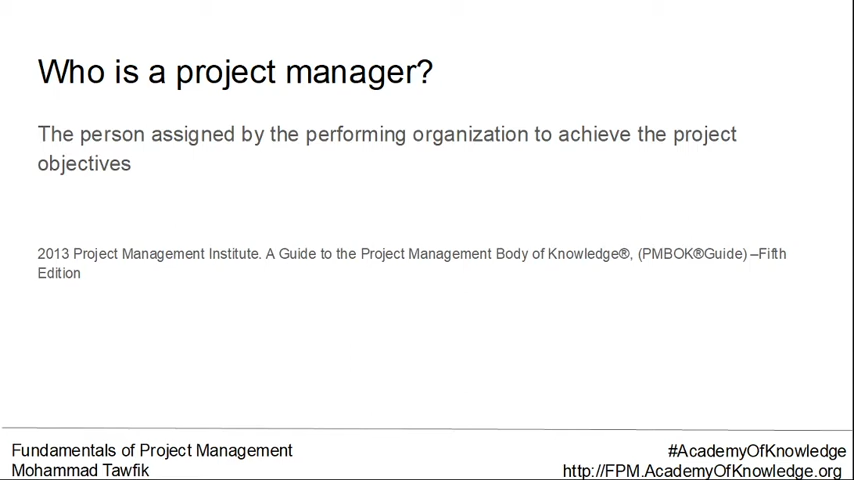 Who is a project manager?
The person assigned by the performing organization to achieve the project
objectives
2013 Project Management Institute. A Guide to the Project Management Body of Knowledge®, (PMBOK®Guide) –Fifth
Edition
Fundamentals of Project Management
#AcademyOfKnowledge
Mohammad Tawfik
http://FPM.AcademyOfKnowledge.org